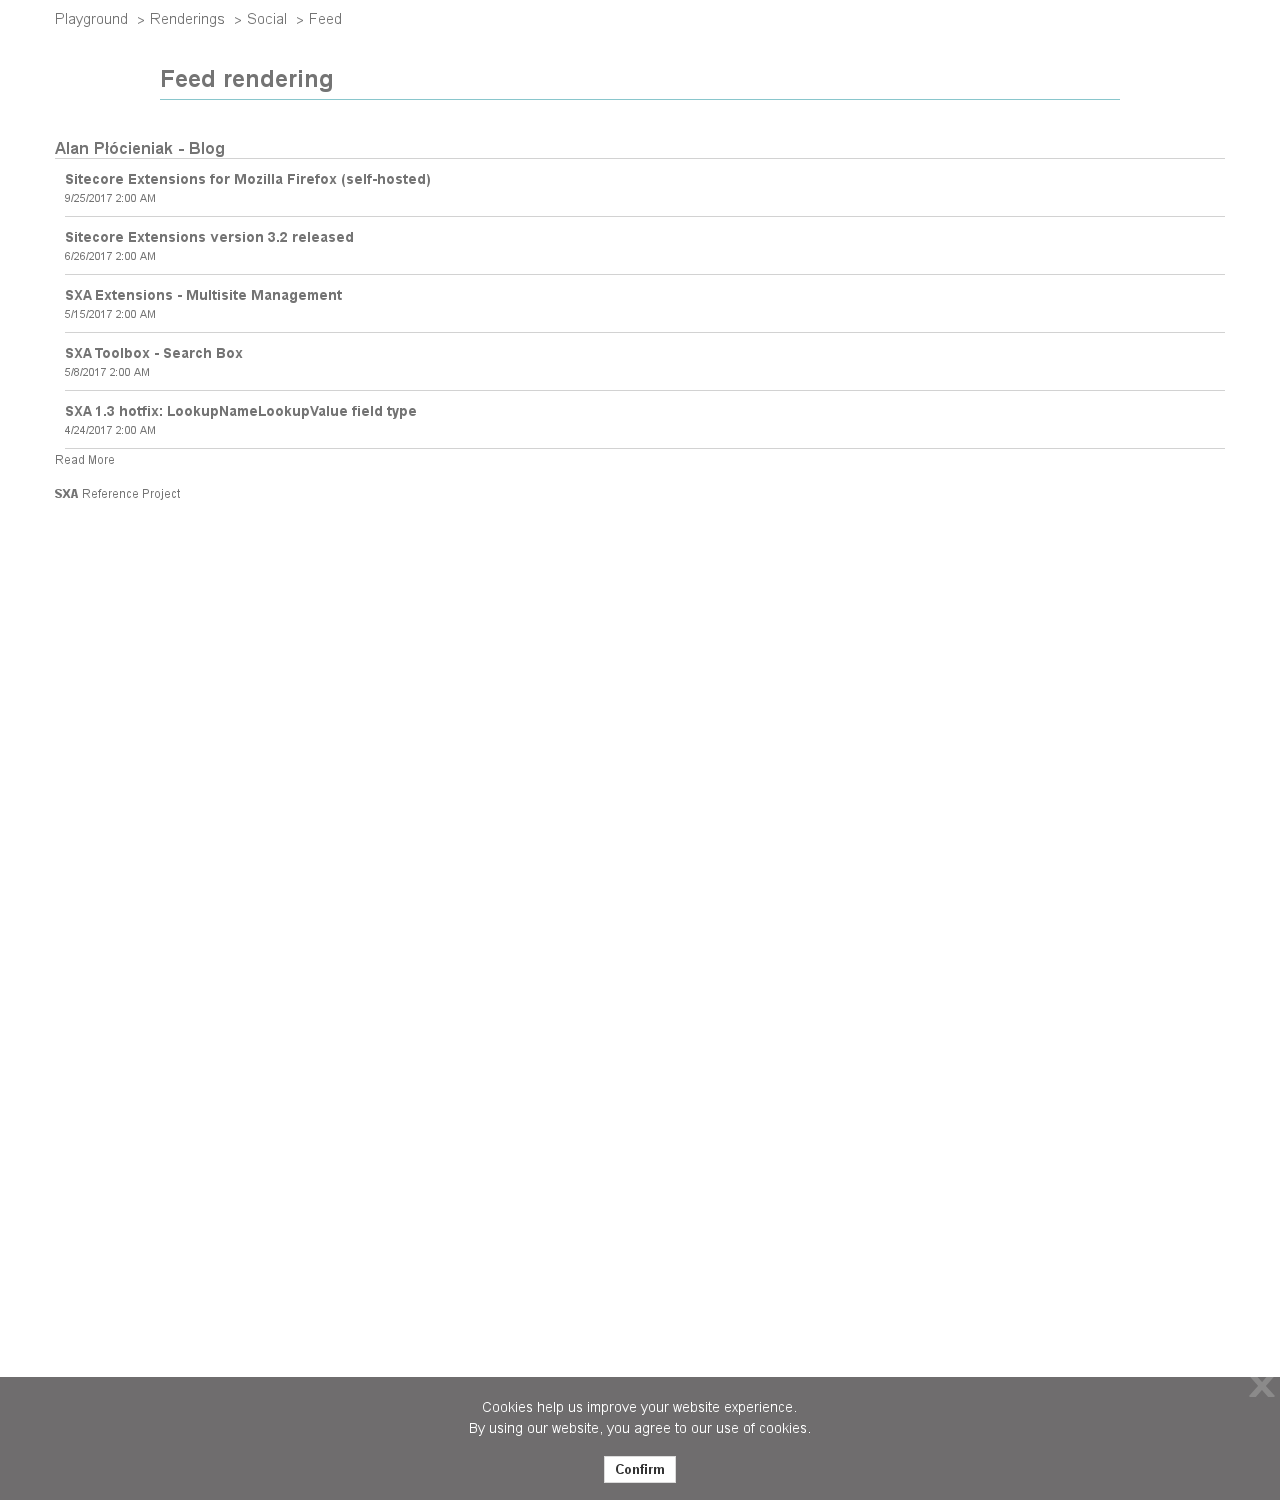 Playground > Renderings > Social > Feed
Feed rendering
Alan Płócieniak - Blog
Sitecore Extensions for Mozilla Firefox (self-hosted)
9/25/2017 2:00 AM
Sitecore Extensions version 3.2 released
6/26/2017 2:00 AM
SXA Extensions - Multisite Management
5/15/2017 2:00 AM
SXA Toolbox - Search Box
5/8/2017 2:00 AM
SXA 1.3 hotfix: LookupNameLookupValue field type
4/24/2017 2:00 AM
Read More
SXA Reference Project
X
Cookies help us improve your website experience.
By using our website, you agree to our use of cookies.
Confirm